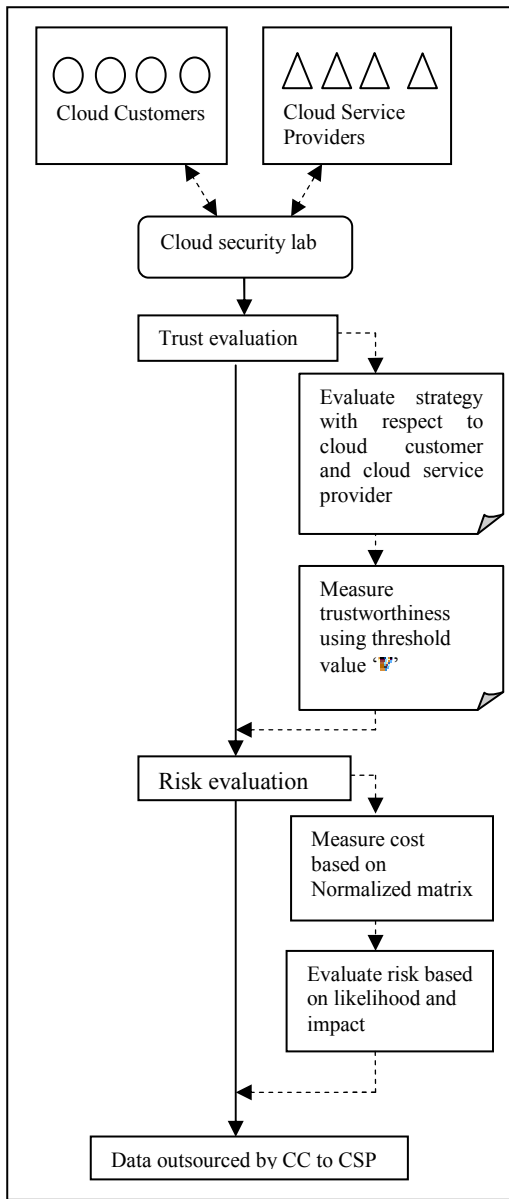 Cloud Customers
Cloud Service
Providers
Cloud security lab
Trust evaluation
Evaluate strategy
with respect to
cloud customer
and cloud service
provider
Measure
trustworthiness
using threshold
value ‘’
Risk evaluation
Measure cost
based on
Normalized matrix
Evaluate risk based
on likelihood and
impact
Data outsourced by CC to CSP